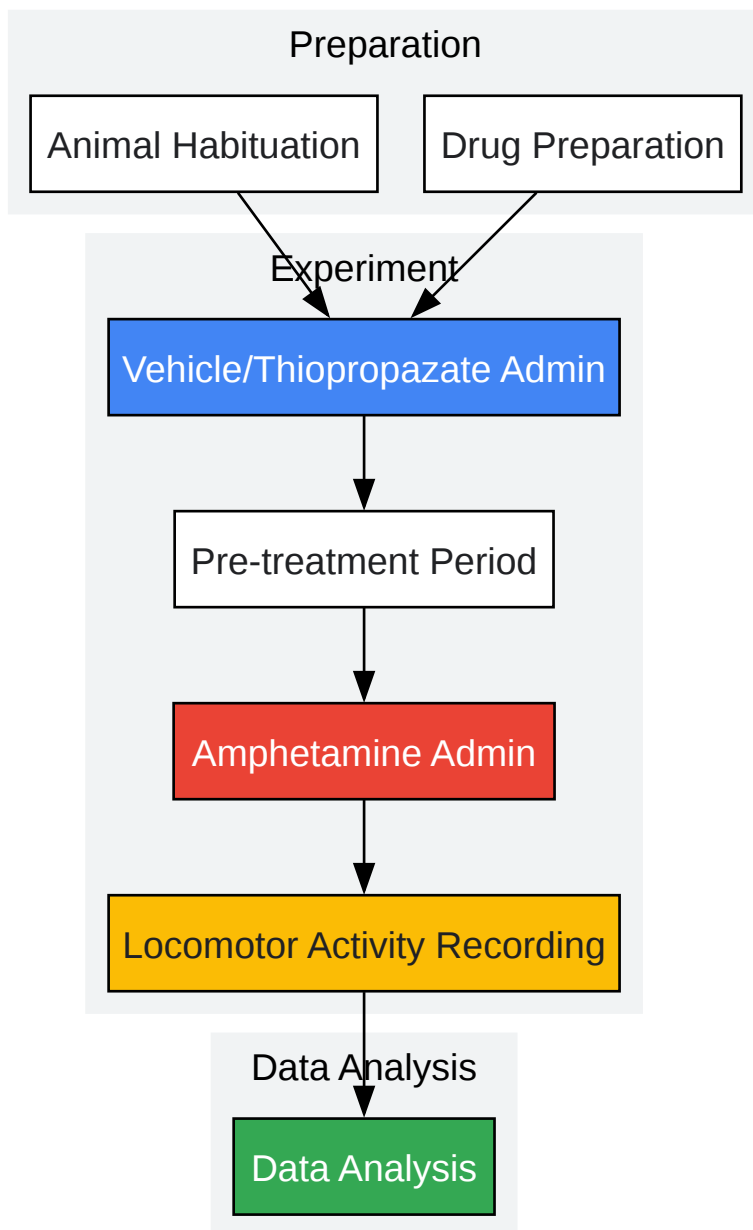 Preparation
Animal Habituation
Drug Preparation
Experiment
Vehicle/Thiopropazate Admin
Pre-treatment Period
Amphetamine Admin
Locomotor Activity Recording
Data Analysis
Data Analysis